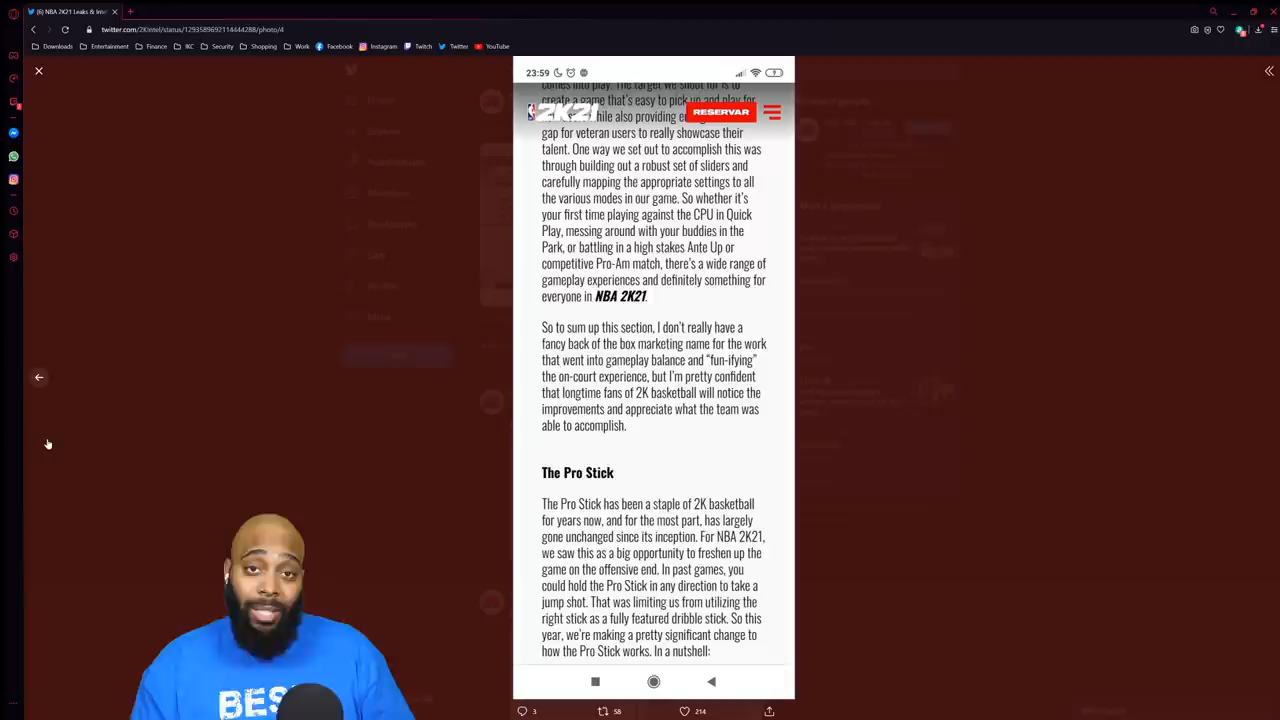 (6) NBA 2K21 Leaks & Inte
twitter.com/2KIntel/status/1293589692114444288/photo/4
Downloads Entertainment Finance IKC Security Shopping Work Facebook Instagram Twitch Twitter YouTube
23:59
comes into play. The target we shoot for is to
create a game that's easy to pick up and play for
2K21
RESERVAR
while also providing
gap for veteran users to really showcase their
talent. One way we set out to accomplish this was
through building out a robust set of sliders and
carefully mapping the appropriate settings to all
the various modes in our game. So whether it's
your first time playing against the CPU in Quick
Play, messing around with your buddies in the
Park, or battling in a high stakes Ante Up or
competitive Pro-Am match, there's a wide range of
gameplay experiences and definitely something for
everyone in NBA 2K21.
So to sum up this section, I don't really have a
fancy back of the box marketing name for the work
that went into gameplay balance and "fun-ifying"
the on-court experience, but I'm pretty confident
that longtime fans of 2K basketball will notice the
improvements and appreciate what the team was
able to accomplish.
The Pro Stick
The Pro Stick has been a staple of 2K basketball
for years now, and for the most part, has largely
gone unchanged since its inception. For NBA 2K21,
we saw this as a big opportunity to freshen up the
game on the offensive end. In past games, you
could hold the Pro Stick in any direction to take a
jump shot. That was limiting us from utilizing the
right stick as a fully featured dribble stick. So this
year, we're making a pretty significant change to
how the Pro Stick works. In a nutshell:
BES
3 58 214